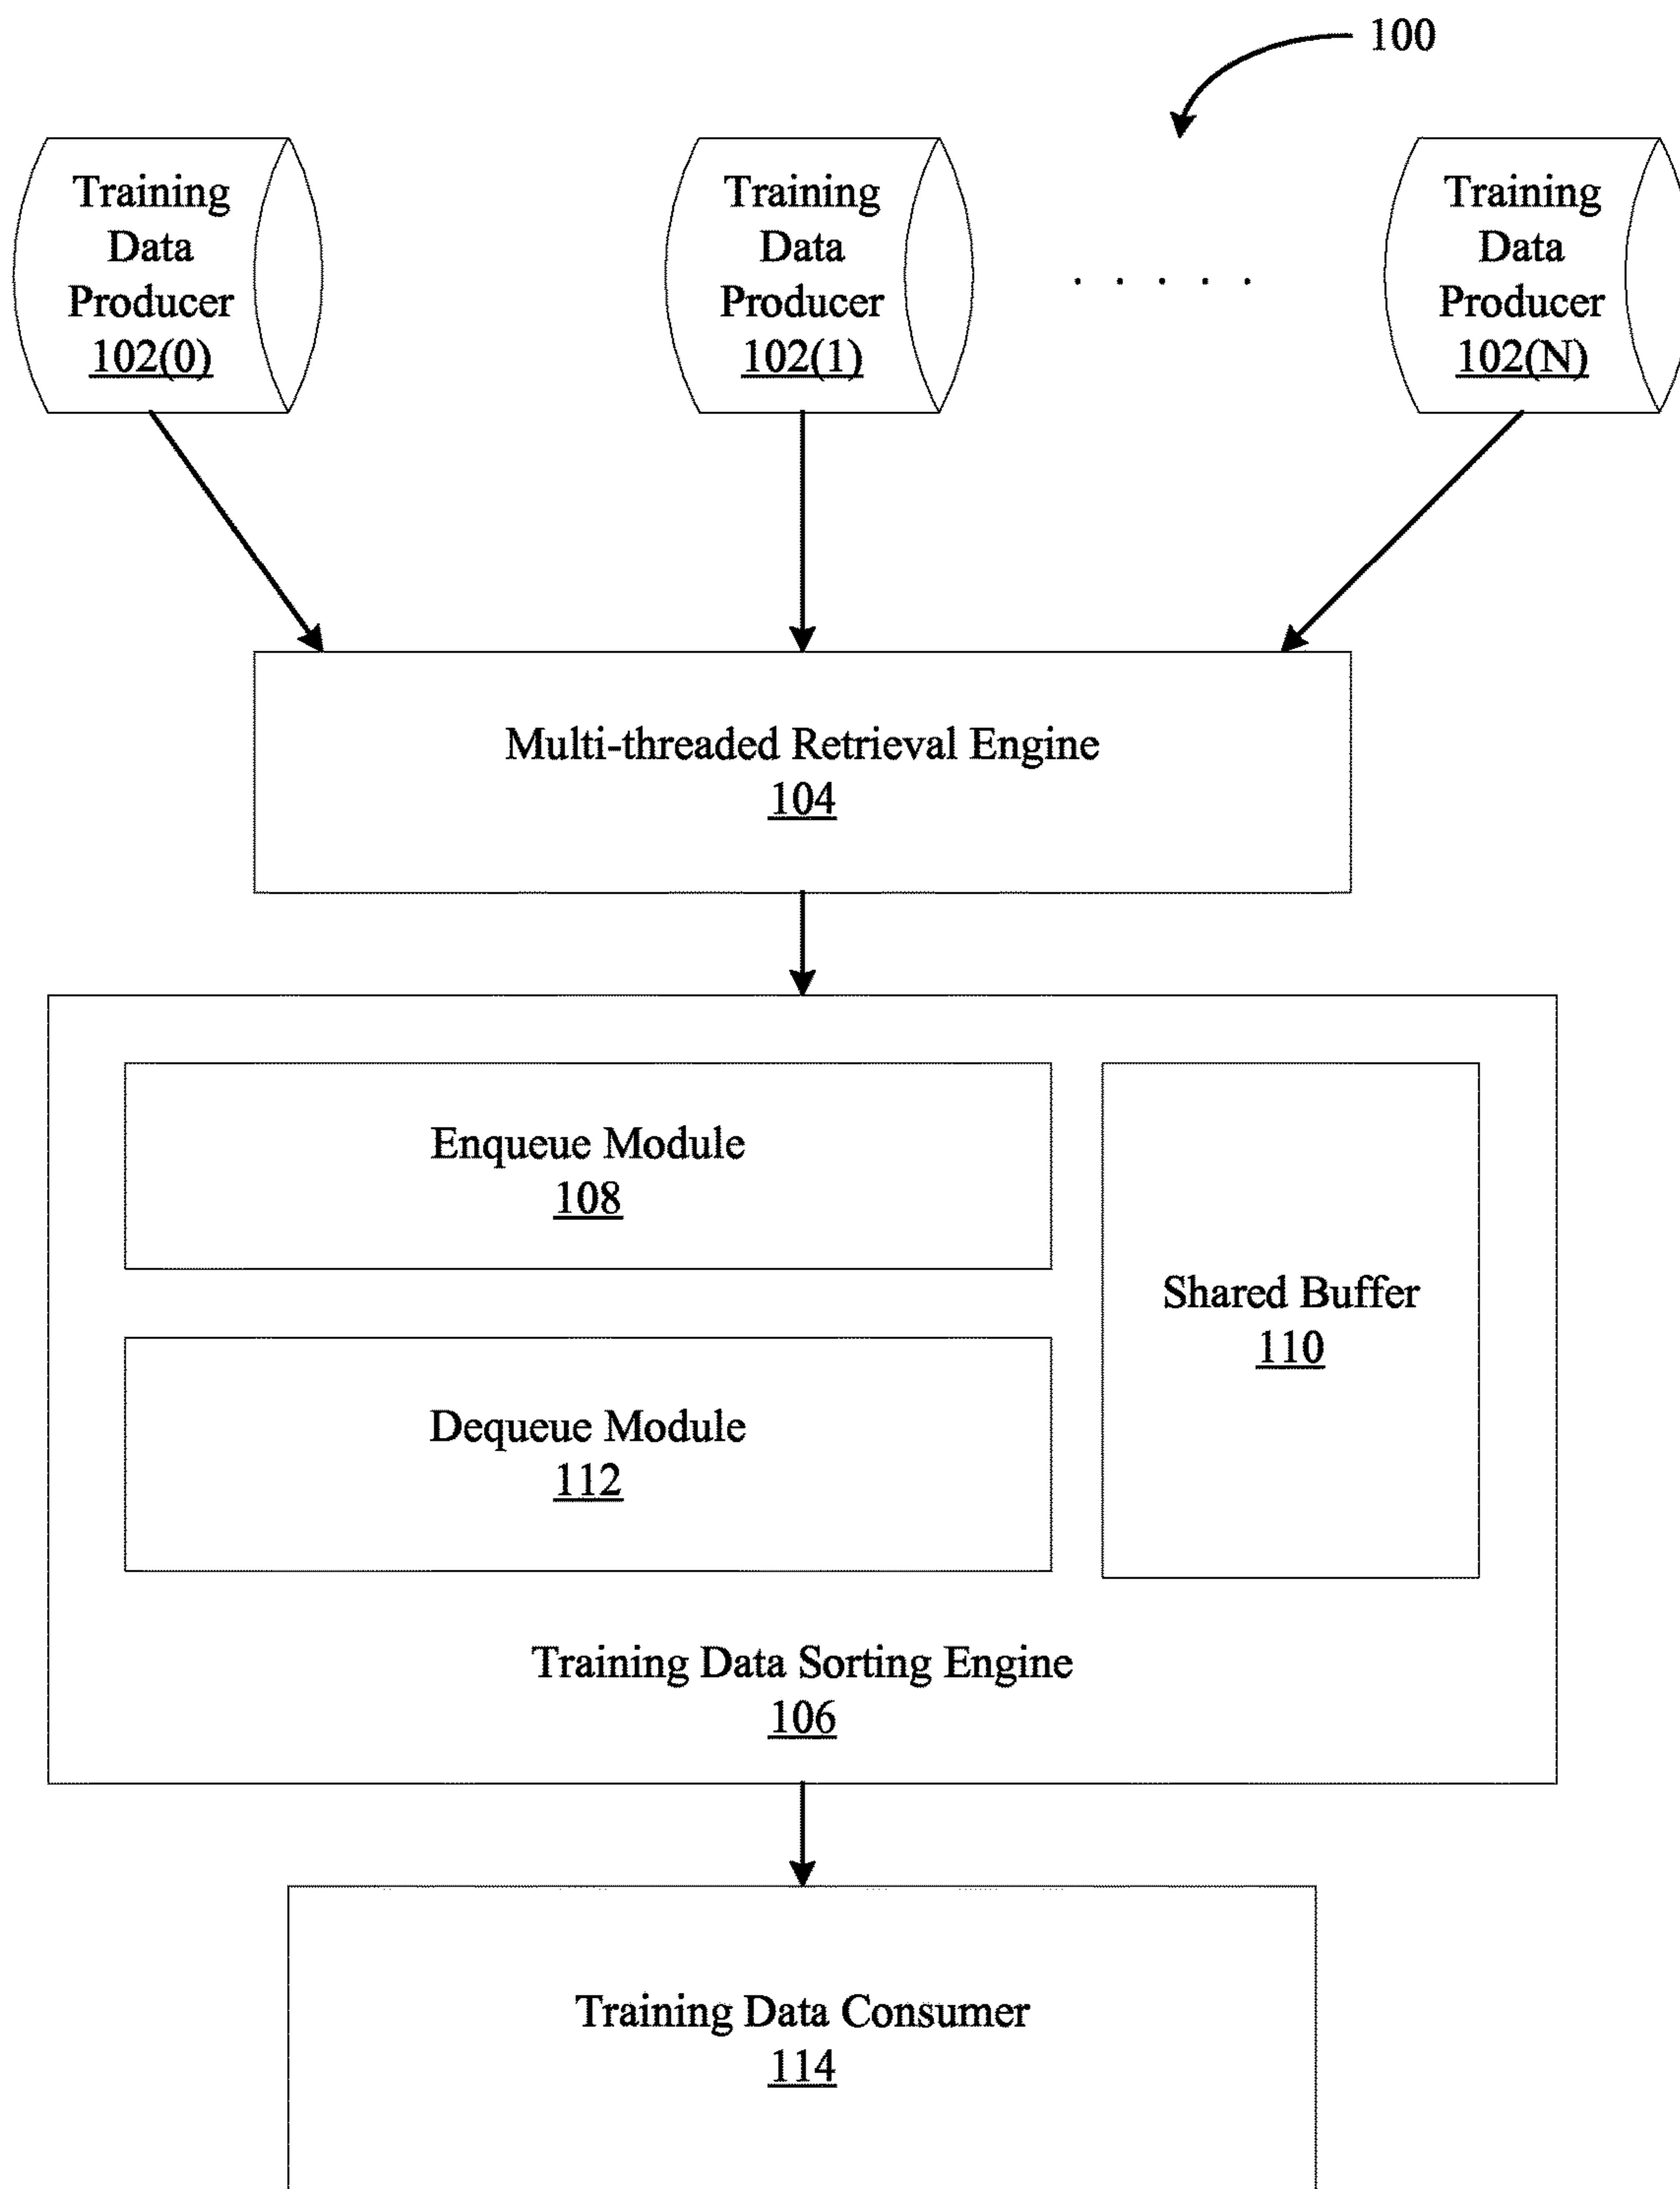 100
Training
Data
Producer
102(0)
Training
Data
Producer
102(1)
. . . . .
Training
Data
Producer
102(N)
Multi-threaded Retrieval Engine
104
Enqueue Module
108
Shared Buffer
110
Dequeue Module
112
Training Data Sorting Engine
106
Training Data Consumer
114